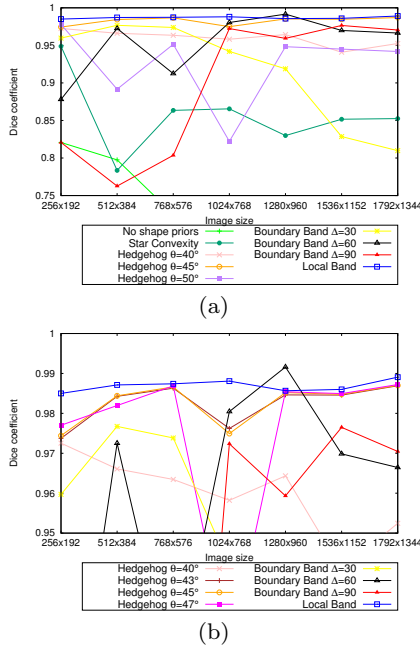 1
0.95
0.9
0.85
0.8
0.75
Dice coefficient
256x192 512x384 768x576 1024x768 1280x960 1536x1152 1792x1344
Image size
No shape priors
Star Convexity
Hedgehog θ=40°
Hedgehog θ=45°
Hedgehog θ=50°
Boundary Band Δ=30
Boundary Band Δ=60
Boundary Band Δ=90
Local Band
(a)
1
0.99
0.98
0.97
0.96
0.95
Dice coefficient
256x192 512x384 768x576 1024x768 1280x960 1536x1152 1792x1344
Image size
Hedgehog θ=40°
Hedgehog θ=43°
Hedgehog θ=45°
Hedgehog θ=47°
Boundary Band Δ=30
Boundary Band Δ=60
Boundary Band Δ=90
Local Band
(b)